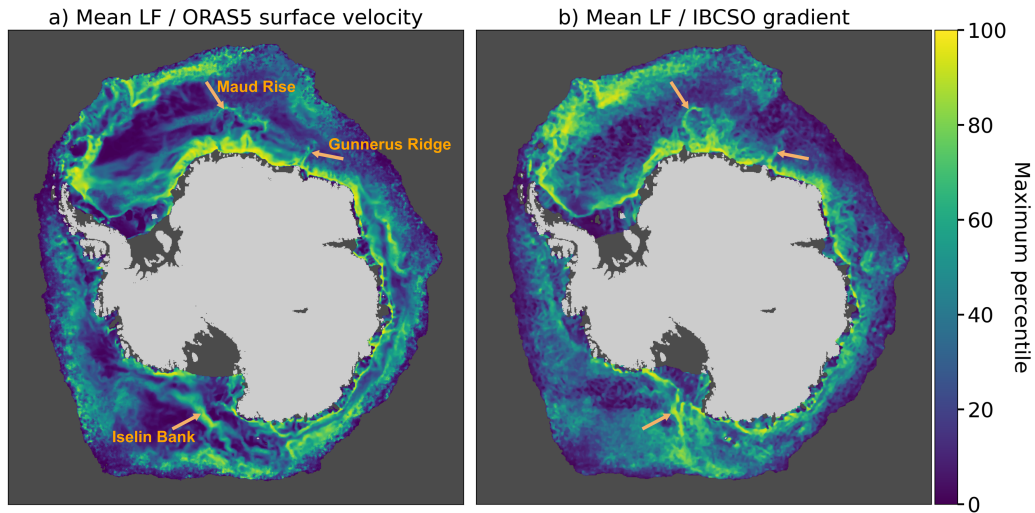 a) Mean LF / ORAS5 surface velocity
b) Mean LF / IBCSO gradient
Maud Rise
Gunnerus Ridge
Iselin Bank
100
80
60
40
20
0
Maximum percentile